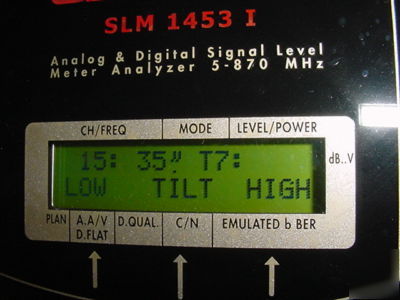 SLM 1453 I
Analog & Digital Signal Level
Meter Analyzer 5-870 MHz
CH/FREQ MODE LEVEL/POWER
15: 35" T7:
dB..V
LOW TILT HIGH
PLAN A.A/V D.FLAT D.QUAL. C/N EMULATED b BER